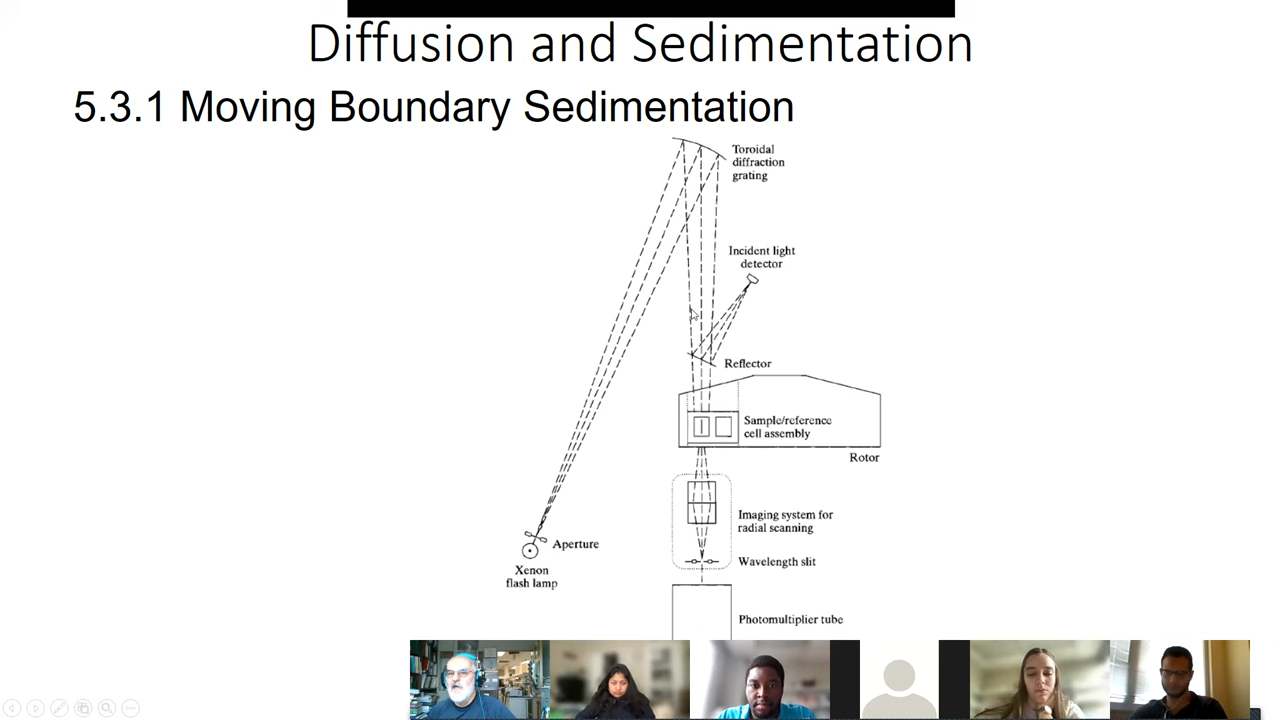 Diffusion and Sedimentation
5.3.1 Moving Boundary Sedimentation
Toroidal
diffraction
grating
Incident light
detector
Reflector
Sample/reference
cell assembly
Rotor
Imaging system for
radial scanning
Aperture
Wavelength slit
Xenon
flash lamp
Photomultiplier tube